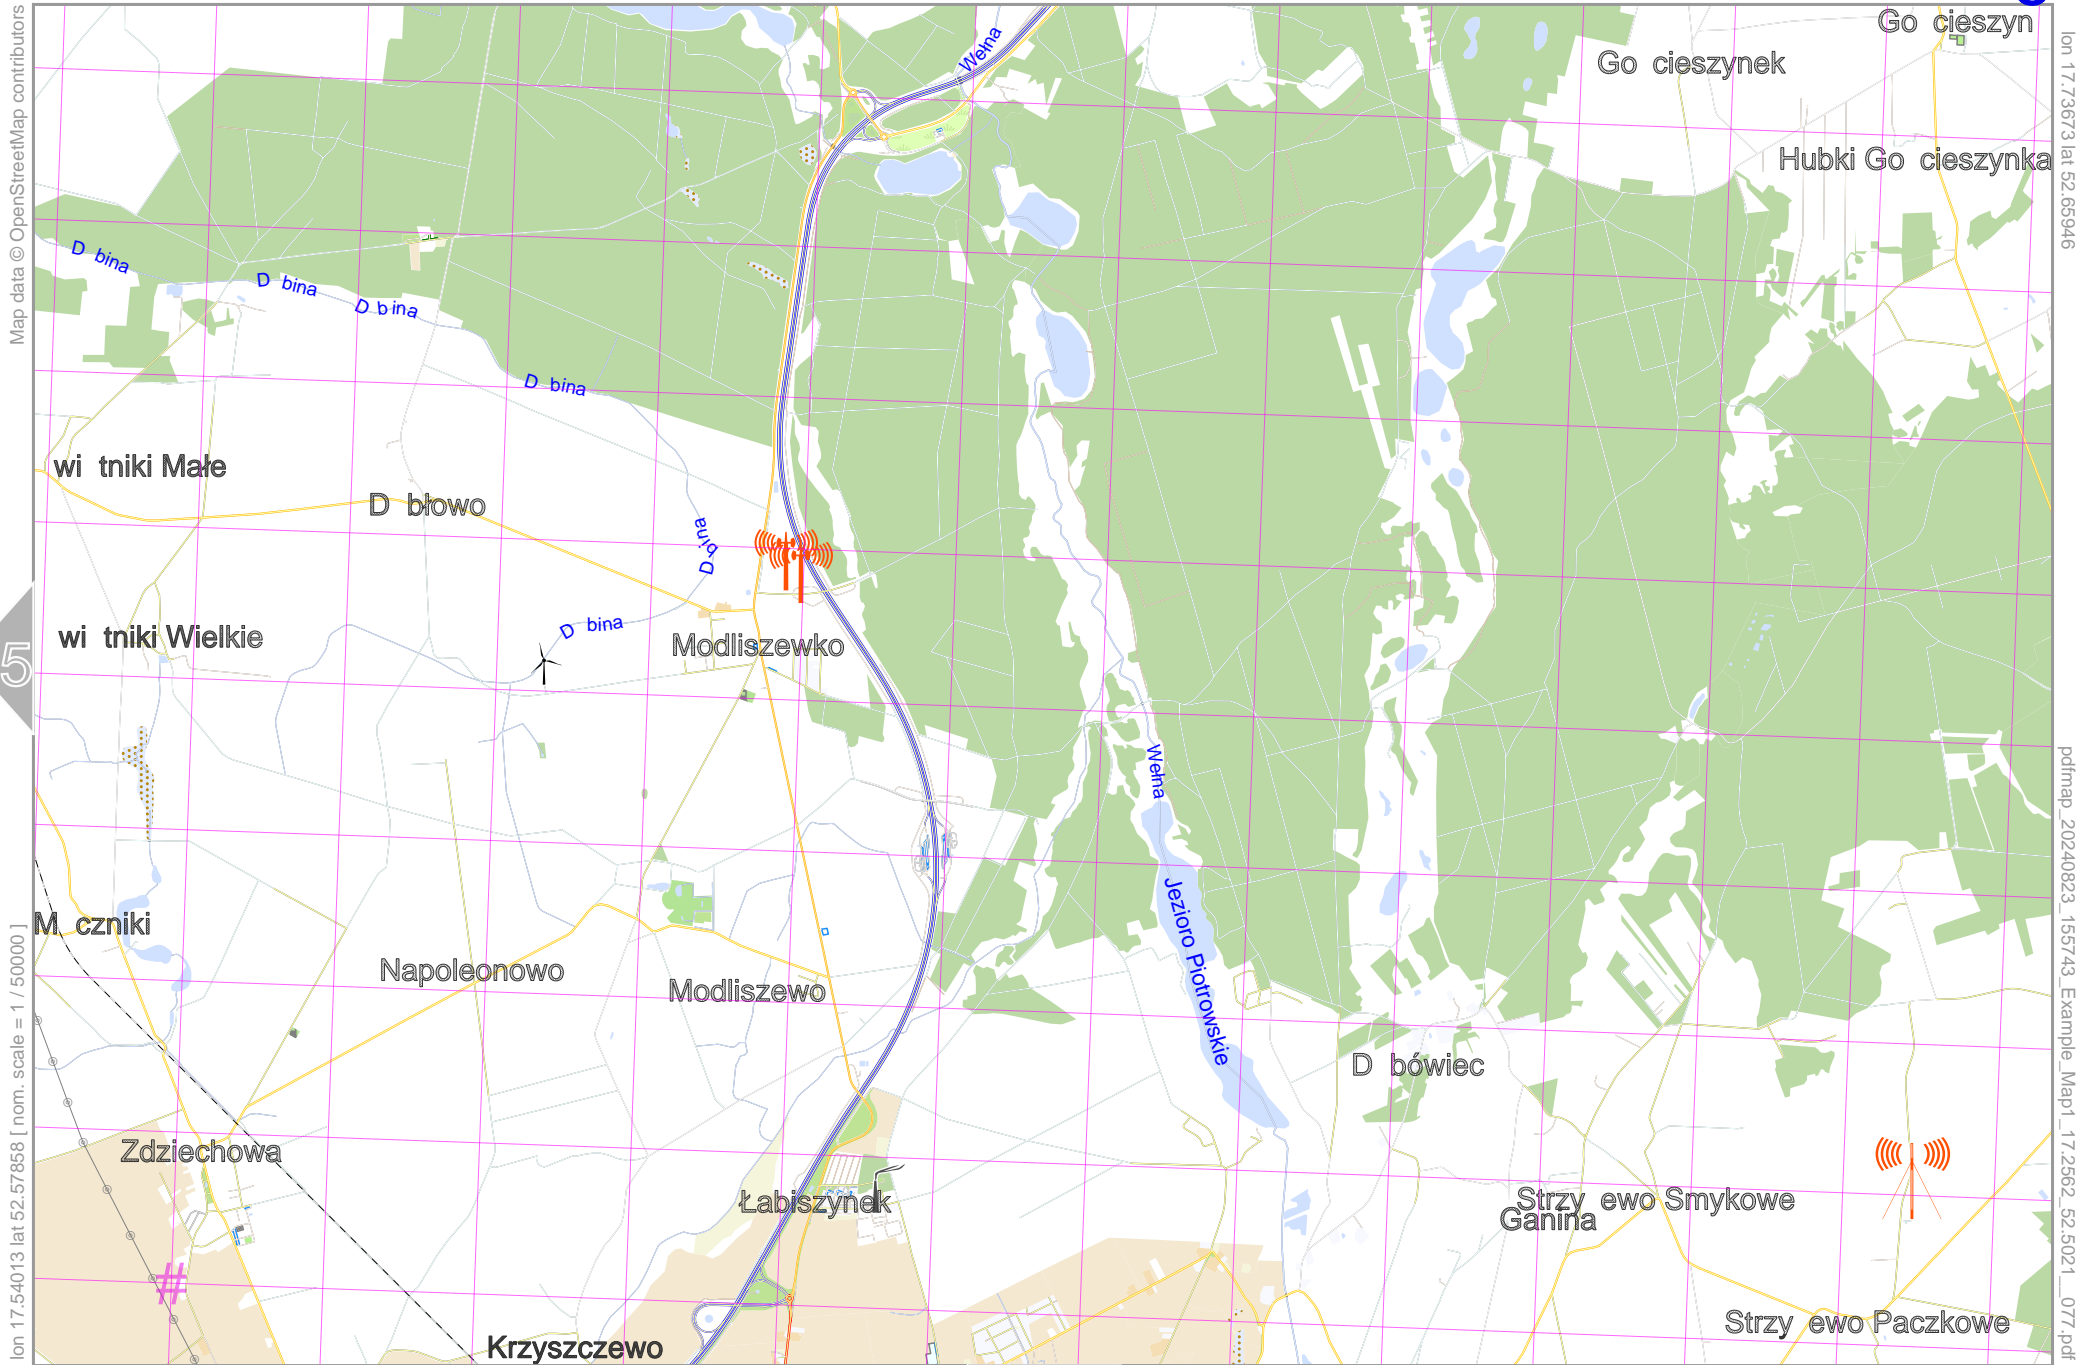 Map data © OpenStreetMap contributors
lon 17.54013 lat 52.57858 [ nom. scale = 1 / 50000 ]
lon 17.73673 lat 52.65946
pdfmap_20240823_155743_Example_Map1_17.2562_52.5021__077.pdf
5
Wełna
Go cieszyn
Go cieszynek
Hubki Go cieszynka
D bina
D bina
D bina
D bina
wi tniki Małe
D błowo
D bina
D bina
wi tniki Wielkie
Modliszewko
Wełna
Jezioro Piotrowskie
M czniki
Napoleonowo
Modliszewo
D bówiec
Zdziechowa
Łabiszynek
Strzy ewo Smykowe
Ganina
Strzy ewo Paczkowe
Krzyszczewo
#